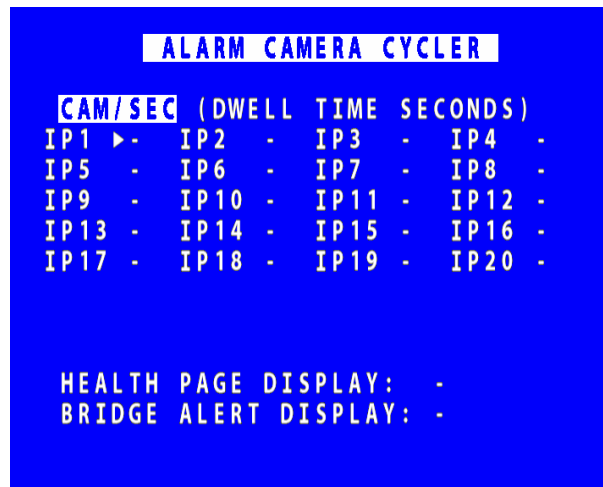 ALARM CAMERA CYCLER
CAM/SEC (DWELL TIME SECONDS)
IP1 ▶- IP2 - IP3 - IP4 -
IP5 - IP6 - IP7 - IP8 -
IP9 - IP10 - IP11 - IP12 -
IP13 - IP14 - IP15 - IP16 -
IP17 - IP18 - IP19 - IP20 -
HEALTH PAGE DISPLAY: -
BRIDGE ALERT DISPLAY: -